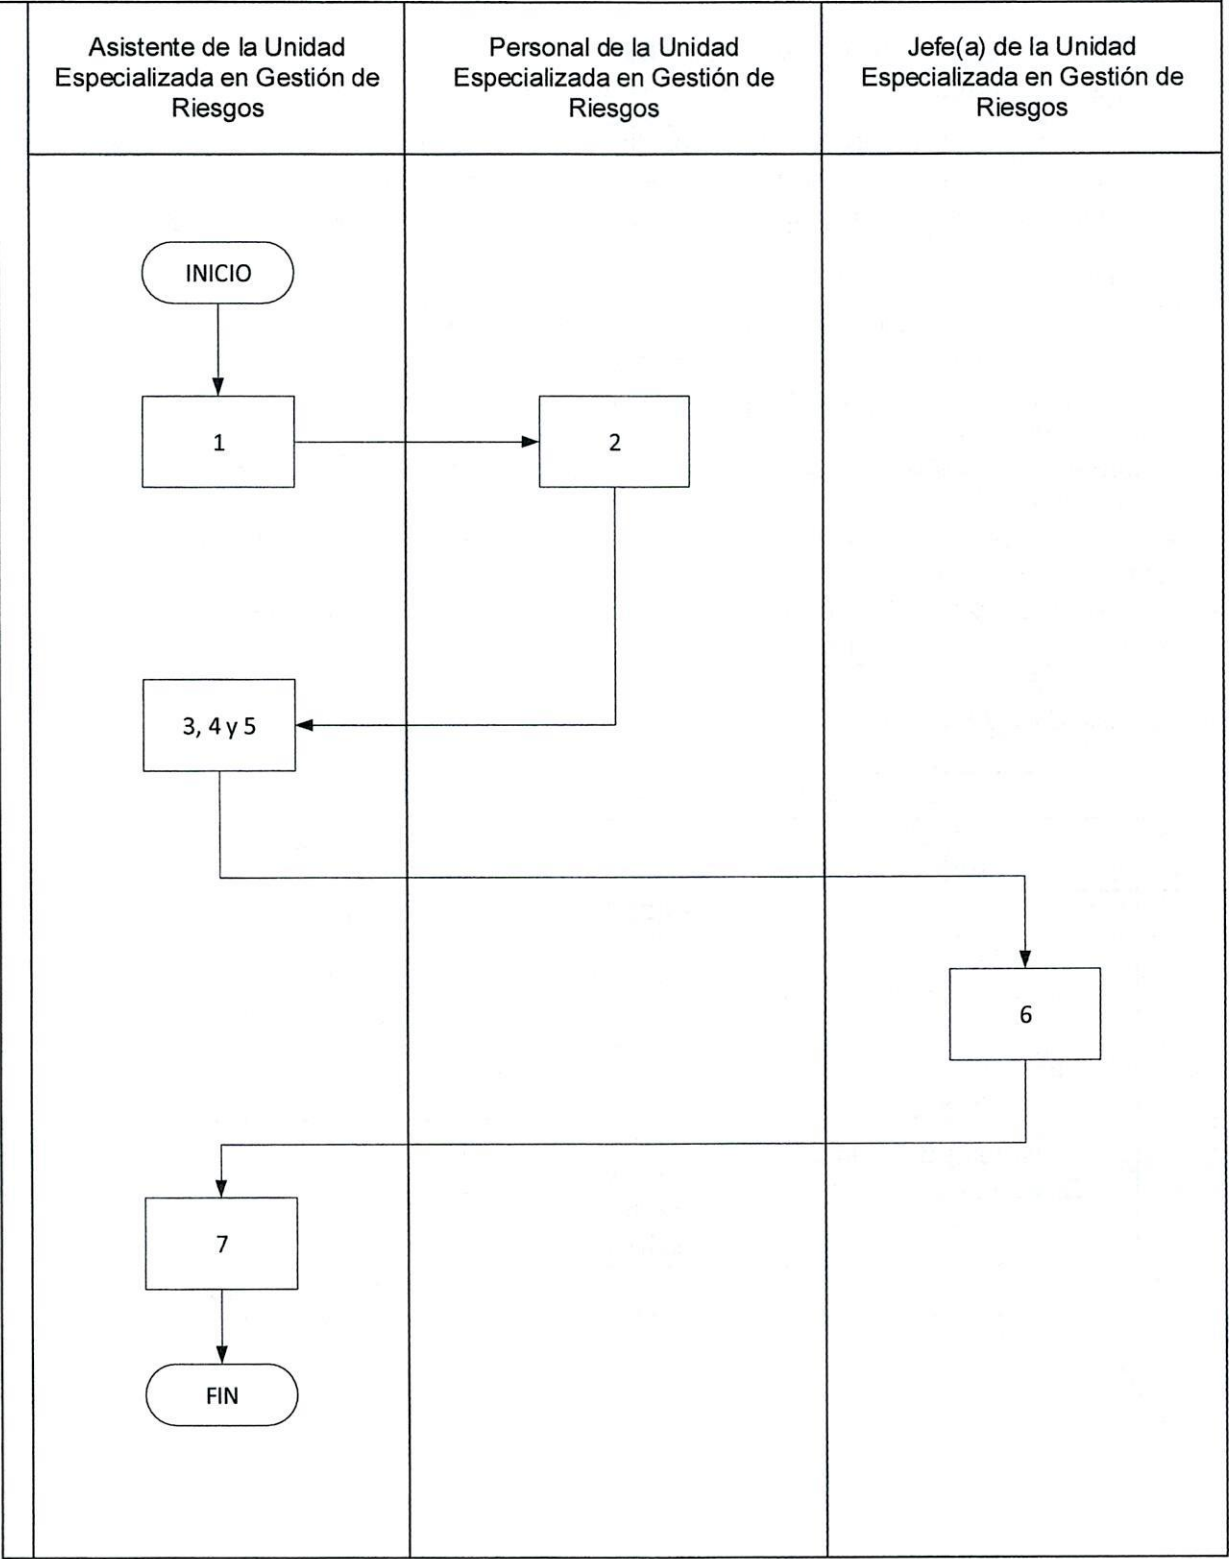 Asistente de la Unidad
Especializada en Gestión de
Riesgos
Personal de la Unidad
Especializada en Gestión de
Riesgos
Jefe(a) de la Unidad
Especializada en Gestión de
Riesgos
INICIO
1
2
3, 4 y 5
6
7
FIN